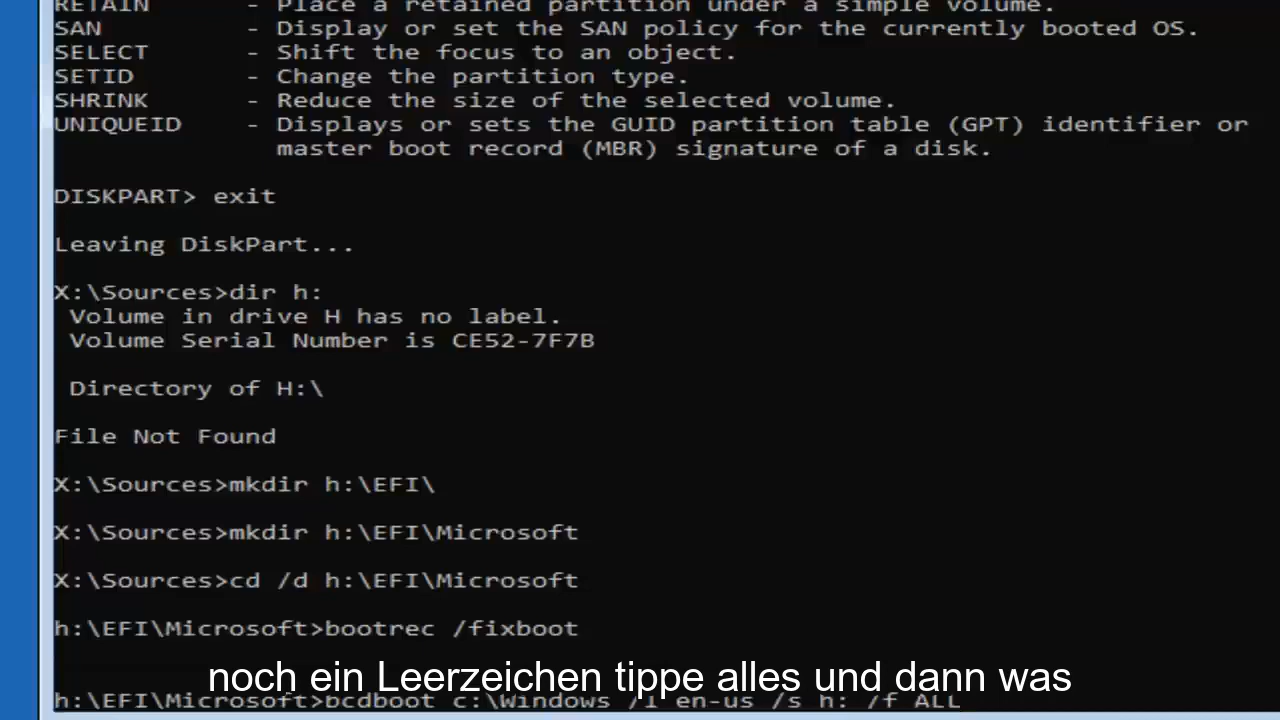 RETAIN - Place a retained partition under a simple volume.
SAN - Display or set the SAN policy for the currently booted OS.
SELECT - Shift the focus to an object.
SETID - Change the partition type.
SHRINK - Reduce the size of the selected volume.
UNIQUEID - Displays or sets the GUID partition table (GPT) identifier or
master boot record (MBR) signature of a disk.
DISKPART> exit
Leaving DiskPart...
X:\Sources>dir h:
Volume in drive H has no label.
Volume Serial Number is CE52-7F7B
Directory of H:\
File Not Found
X:\Sources>mkdir h:\EFI\
X:\Sources>mkdir h:\EFI\Microsoft
X:\Sources>cd /d h:\EFI\Microsoft
h:\EFI\Microsoft>bootrec /fixboot
noch ein Leerzeichen tippe alles und dann was
h:\EFI\Microsoft>bcdboot c:\Windows /l en-us /s h: /f ALL